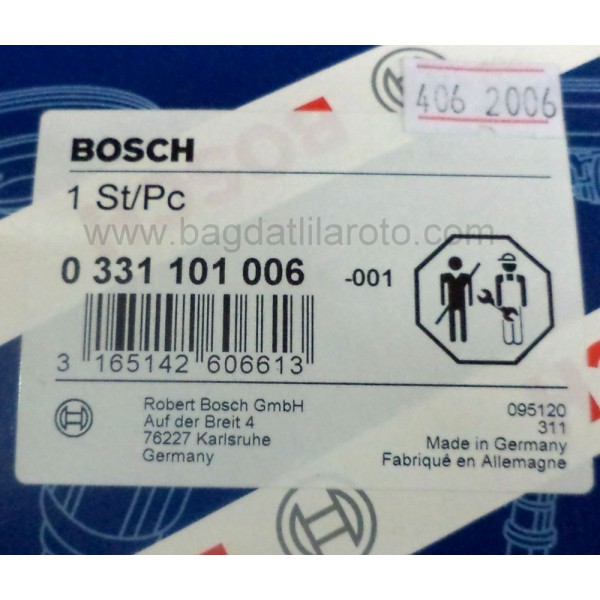 406 2006
BOSCH
1 St/Pc
www.bagdatlilaroto.com
0 331 101 006 -001
3 165142 606613
Robert Bosch GmbH
Auf der Breit 4
76227 Karlsruhe
Germany
095120
311
Made in Germany
Fabriqué en Allemagne